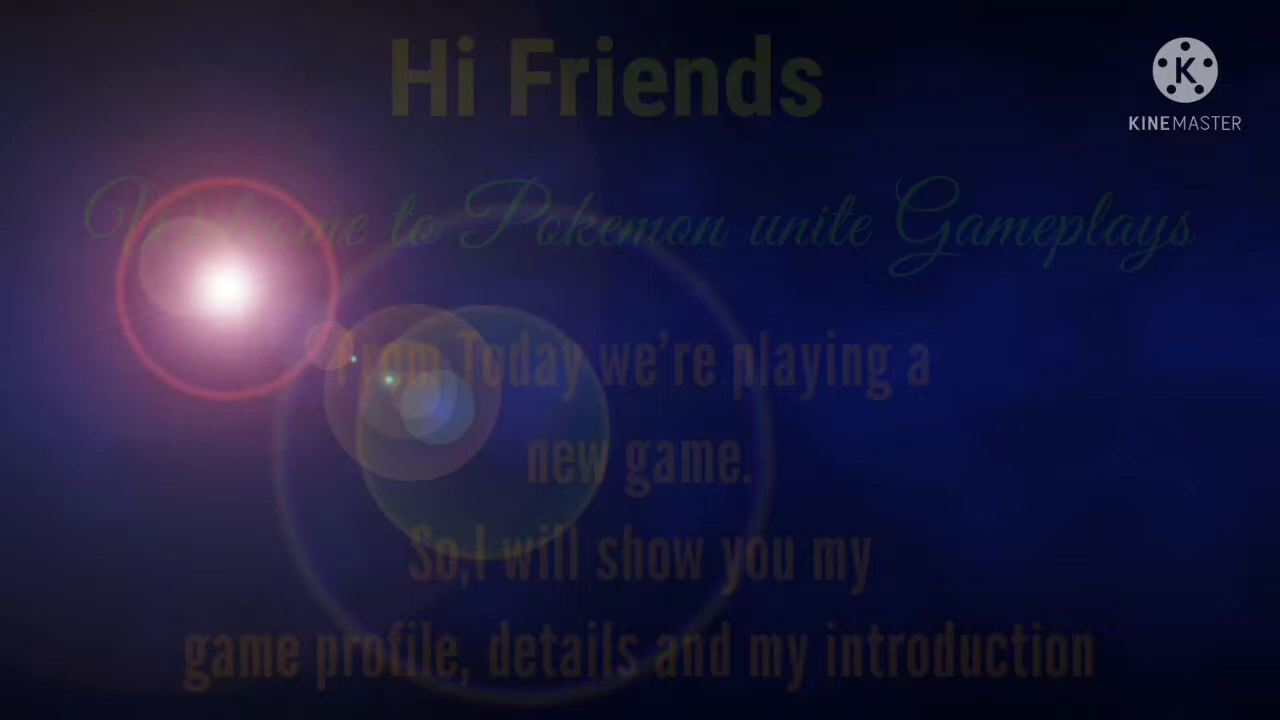 Hi Friends
KINEMASTER
Welcome to Pokemon unite Gameplays
From Today we're playing a
new game.
So,I will show you my
game profile, details and my introduction